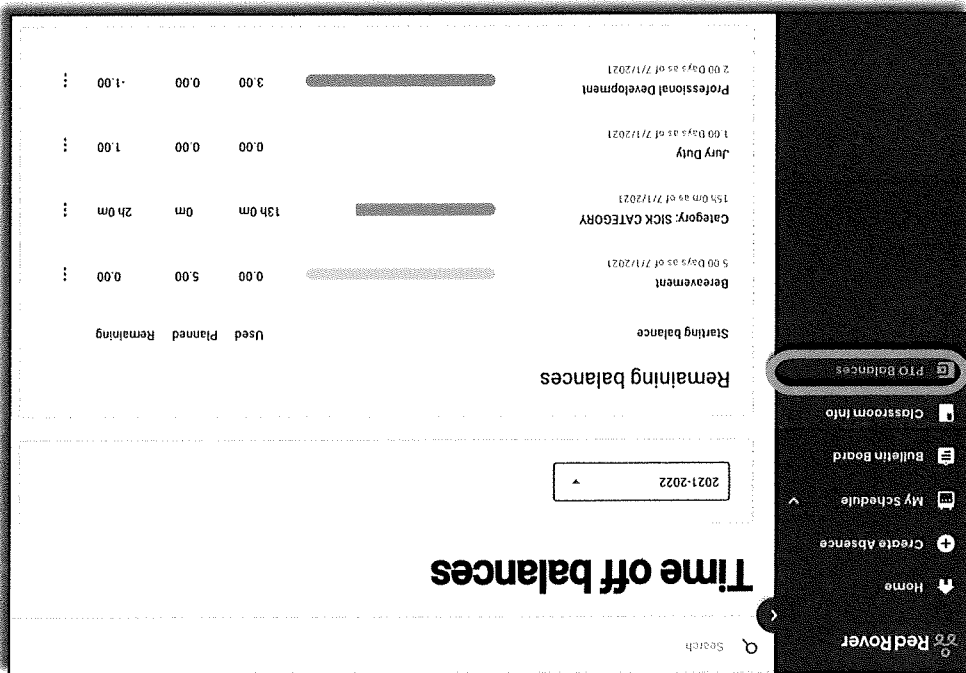 Red Rover
Home
Create Absence
My Schedule
Bulletin Board
Classroom Info
PTO Balances
Search
Time off balances
2021-2022
Remaining balances
Starting balance Used Planned Remaining
Bereavement
5.00 Days as of 7/1/2021
0.00 5.00 0.00
Category: SICK CATEGORY
15h 0m as of 7/1/2021
13h 0m 0m 2h 0m
Jury Duty
1.00 Days as of 7/1/2021
0.00 0.00 1.00
Professional Development
2.00 Days as of 7/1/2021
3.00 0.00 -1.00